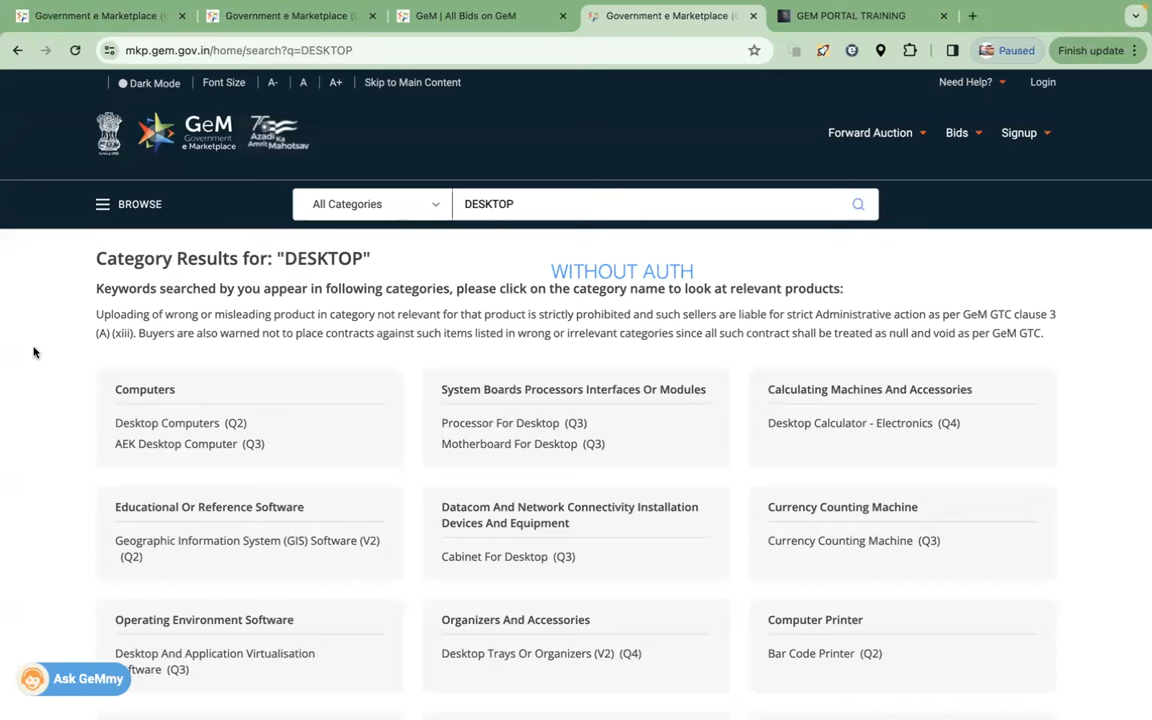 Government e Marketplace (
Government e Marketplace (
GeM | All Bids on GeM
Government e Marketplace (
GEM PORTAL TRAINING
mkp.gem.gov.in/home/search?q=DESKTOP
Paused
Finish update
Dark Mode
Font Size
A-
A
A+
Skip to Main Content
Need Help?
Login
GeM
Government
e Marketplace
75
Azadi
Ka
Amrit Mahotsav
Forward Auction
Bids
Signup
BROWSE
All Categories
DESKTOP
Category Results for: "DESKTOP"
WITHOUT AUTH
Keywords searched by you appear in following categories, please click on the category name to look at relevant products:
Uploading of wrong or misleading product in category not relevant for that product is strictly prohibited and such sellers are liable for strict Administrative action as per GeM GTC clause 3
(A) (xiii). Buyers are also warned not to place contracts against such items listed in wrong or irrelevant categories since all such contract shall be treated as null and void as per GeM GTC.
Computers
Desktop Computers (Q2)
AEK Desktop Computer (Q3)
System Boards Processors Interfaces Or Modules
Processor For Desktop (Q3)
Motherboard For Desktop (Q3)
Calculating Machines And Accessories
Desktop Calculator - Electronics (Q4)
Educational Or Reference Software
Geographic Information System (GIS) Software (V2)
(Q2)
Datacom And Network Connectivity Installation
Devices And Equipment
Cabinet For Desktop (Q3)
Currency Counting Machine
Currency Counting Machine (Q3)
Operating Environment Software
Desktop And Application Virtualisation
ftware (Q3)
Organizers And Accessories
Desktop Trays Or Organizers (V2) (Q4)
Computer Printer
Bar Code Printer (Q2)
Ask GeMmy